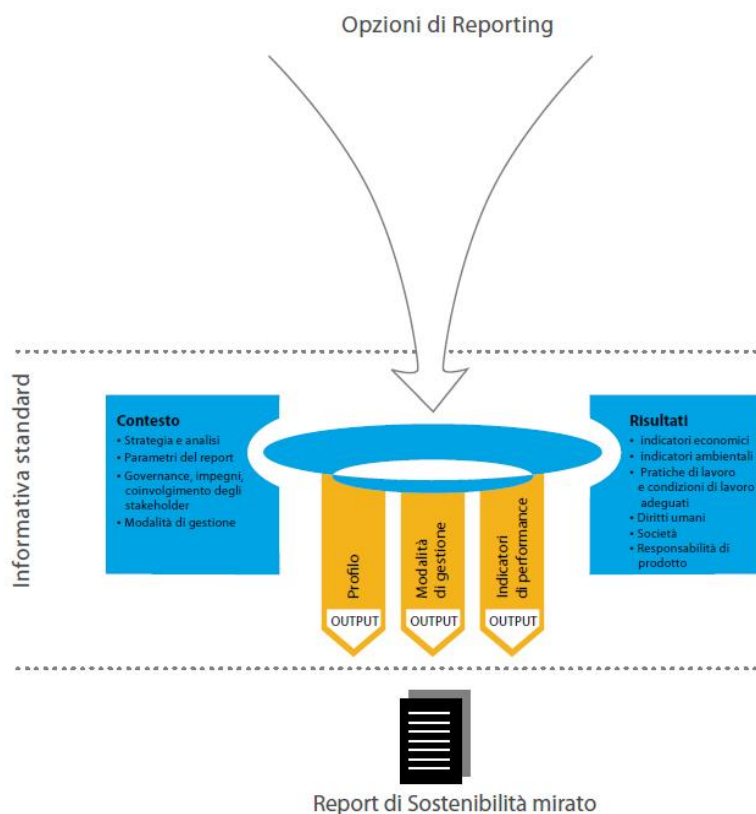 Opzioni di Reporting
Informativa standard
Contesto
• Strategia e analisi
• Parametri del report
• Governance, impegni,
coinvolgimento degli
stakeholder
• Modalità di gestione
Profilo
OUTPUT
Modalità
di gestione
OUTPUT
Indicatori
di performance
OUTPUT
Risultati
• indicatori economici
• indicatori ambientali
• Pratiche di lavoro
e condizioni di lavoro
adeguati
• Diritti umani
• Società
• Responsabilità di
prodotto
Report di Sostenibilità mirato